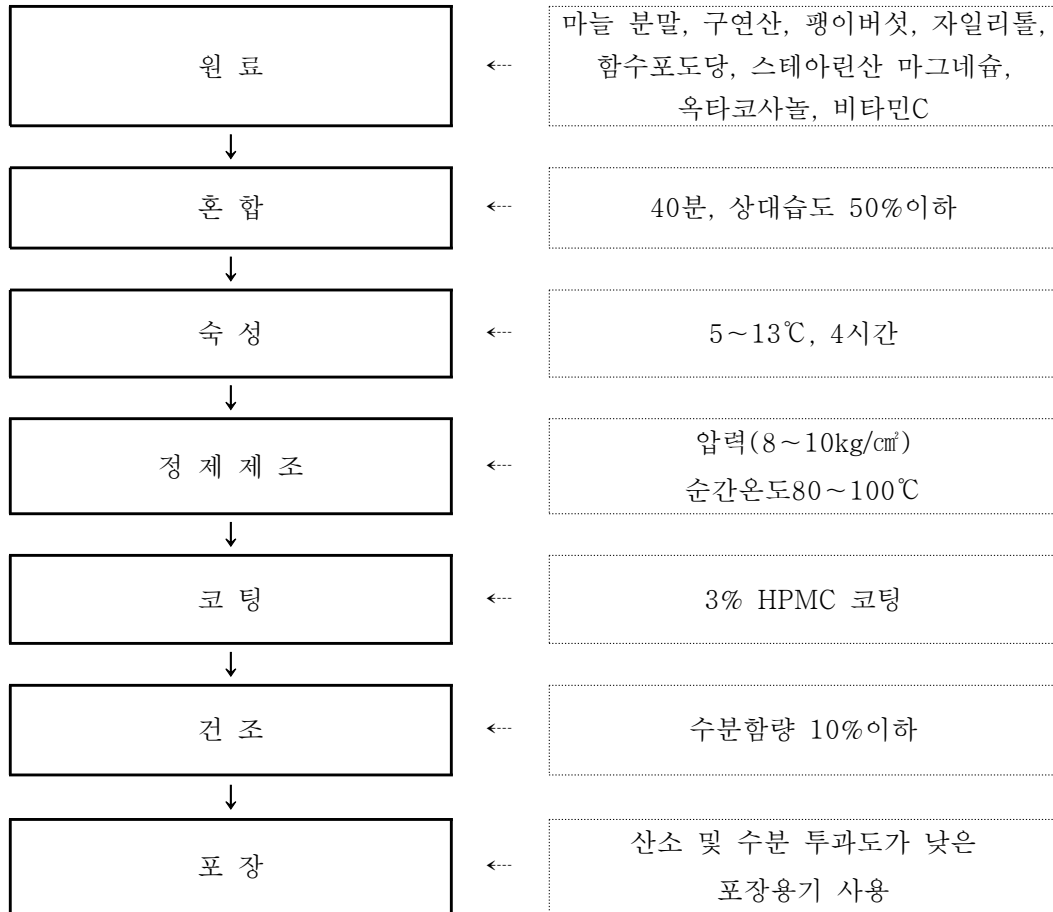 원 료
마늘 분말, 구연산, 팽이버섯, 자일리톨,
함수포도당, 스테아린산 마그네슘,
옥타코사놀, 비타민C
혼 합
40분, 상대습도 50%이하
숙 성
5~13℃, 4시간
정 제 제 조
압력(8~10kg/㎠)
순간온도80~100℃
코 팅
3% HPMC 코팅
건 조
수분함량 10%이하
포 장
산소 및 수분 투과도가 낮은
포장용기 사용